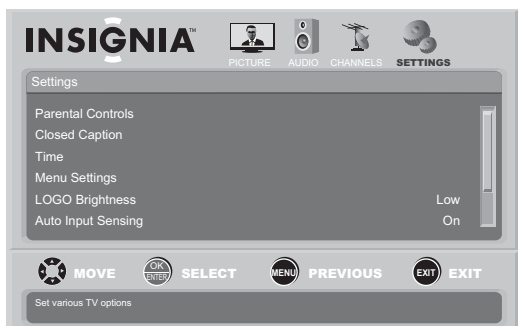 INSIGNIA™
PICTURE AUDIO CHANNELS SETTINGS
Settings
Parental Controls
Closed Caption
Time
Menu Settings
LOGO Brightness Low
Auto Input Sensing On
MOVE OK ENTER SELECT MENU PREVIOUS EXIT EXIT
Set various TV options